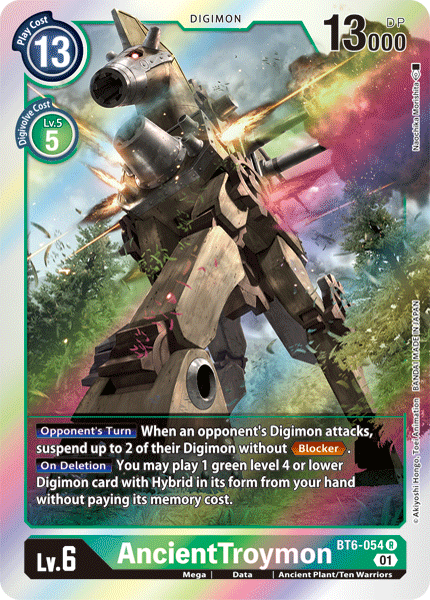 Play Cost
13
DIGIMON
13000
DP
Digivolve Cost
Lv.5
5
Naochika Morishita
Opponent's Turn When an opponent's Digimon attacks,
suspend up to 2 of their Digimon without Blocker.
On Deletion You may play 1 green level 4 or lower
Digimon card with Hybrid in its form from your hand
without paying its memory cost.
© Akiyoshi Hongo, Toei Animation BANDAI MADE IN JAPAN
Lv.6
AncientTroymon
BT6-054 R
01
Mega | Data | Ancient Plant/Ten Warriors